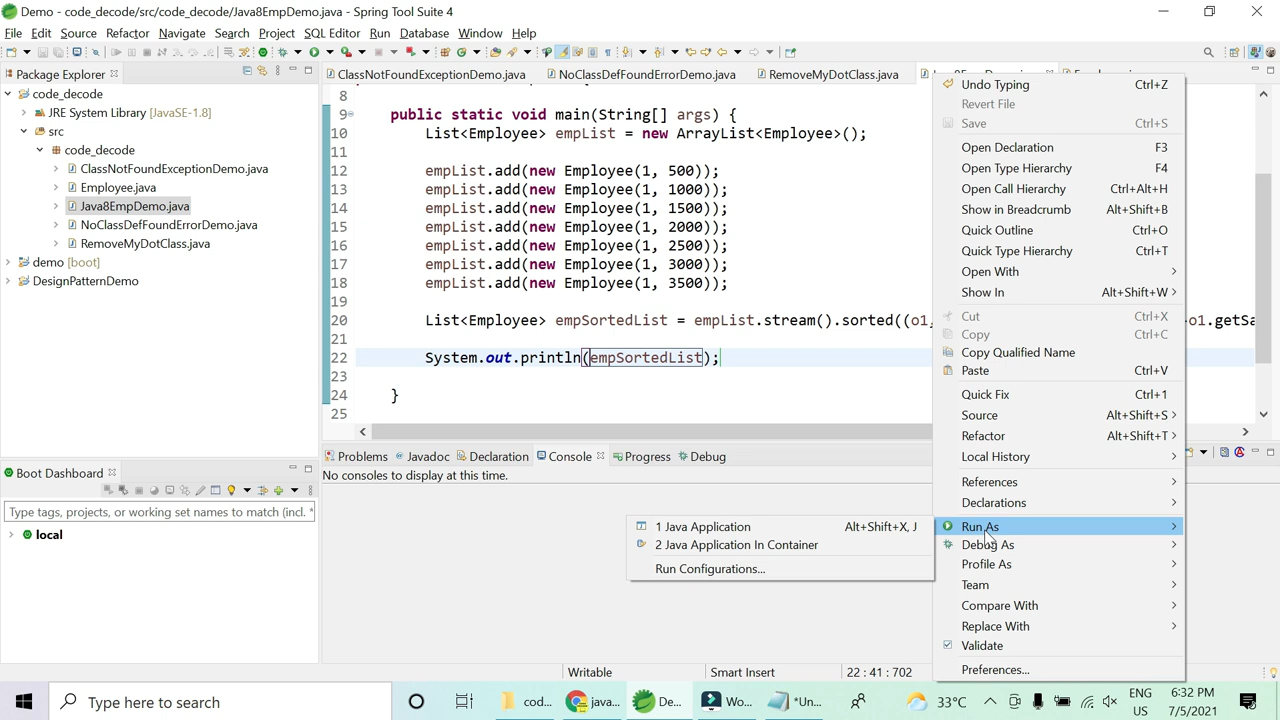 Demo - code_decode/src/code_decode/Java8EmpDemo.java - Spring Tool Suite 4
File Edit Source Refactor Navigate Search Project SQL Editor Run Database Window Help
Package Explorer
code_decode
JRE System Library [JavaSE-1.8]
src
code_decode
ClassNotFoundExceptionDemo.java
Employee.java
Java8EmpDemo.java
NoClassDefFoundErrorDemo.java
RemoveMyDotClass.java
demo [boot]
DesignPatternDemo
Boot Dashboard
Type tags, projects, or working set names to match (incl. *
local
ClassNotFoundExceptionDemo.java NoClassDefFoundErrorDemo.java RemoveMyDotClass.java
8
9 public static void main(String[] args) {
10 List<Employee> empList = new ArrayList<Employee>();
11
12 empList.add(new Employee(1, 500));
13 empList.add(new Employee(1, 1000));
14 empList.add(new Employee(1, 1500));
15 empList.add(new Employee(1, 2000));
16 empList.add(new Employee(1, 2500));
17 empList.add(new Employee(1, 3000));
18 empList.add(new Employee(1, 3500));
19
20 List<Employee> empSortedList = empList.stream().sorted((o1, o1.getSa
21
22 System.out.println(empSortedList);
23
24 }
25
Problems Javadoc Declaration Console Progress Debug
No consoles to display at this time.
Undo Typing Ctrl+Z
Revert File
Save Ctrl+S
Open Declaration F3
Open Type Hierarchy F4
Open Call Hierarchy Ctrl+Alt+H
Show in Breadcrumb Alt+Shift+B
Quick Outline Ctrl+O
Quick Type Hierarchy Ctrl+T
Open With
Show In Alt+Shift+W
Cut Ctrl+X
Copy Ctrl+C
Copy Qualified Name
Paste Ctrl+V
Quick Fix Ctrl+1
Source Alt+Shift+S
Refactor Alt+Shift+T
Local History
References
Declarations
Run As
Debug As
Profile As
Team
Compare With
Replace With
Validate
Preferences...
1 Java Application Alt+Shift+X, J
2 Java Application In Container
Run Configurations...
Writable Smart Insert 22 : 41 : 702
Type here to search
cod... java... De... Wo... *Un...
33°C
ENG
US
6:32 PM
7/5/2021